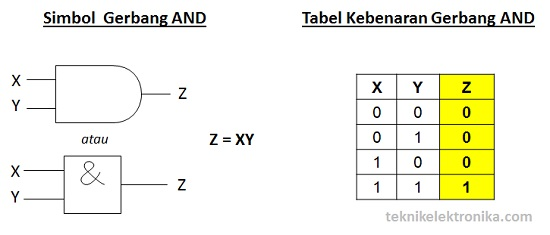 Simbol Gerbang AND
X
Y
Z
atau
Z = XY
X
Y
&
Z
Tabel Kebenaran Gerbang AND
X Y Z
0 0 0
0 1 0
1 0 0
1 1 1
teknikelektronika.com